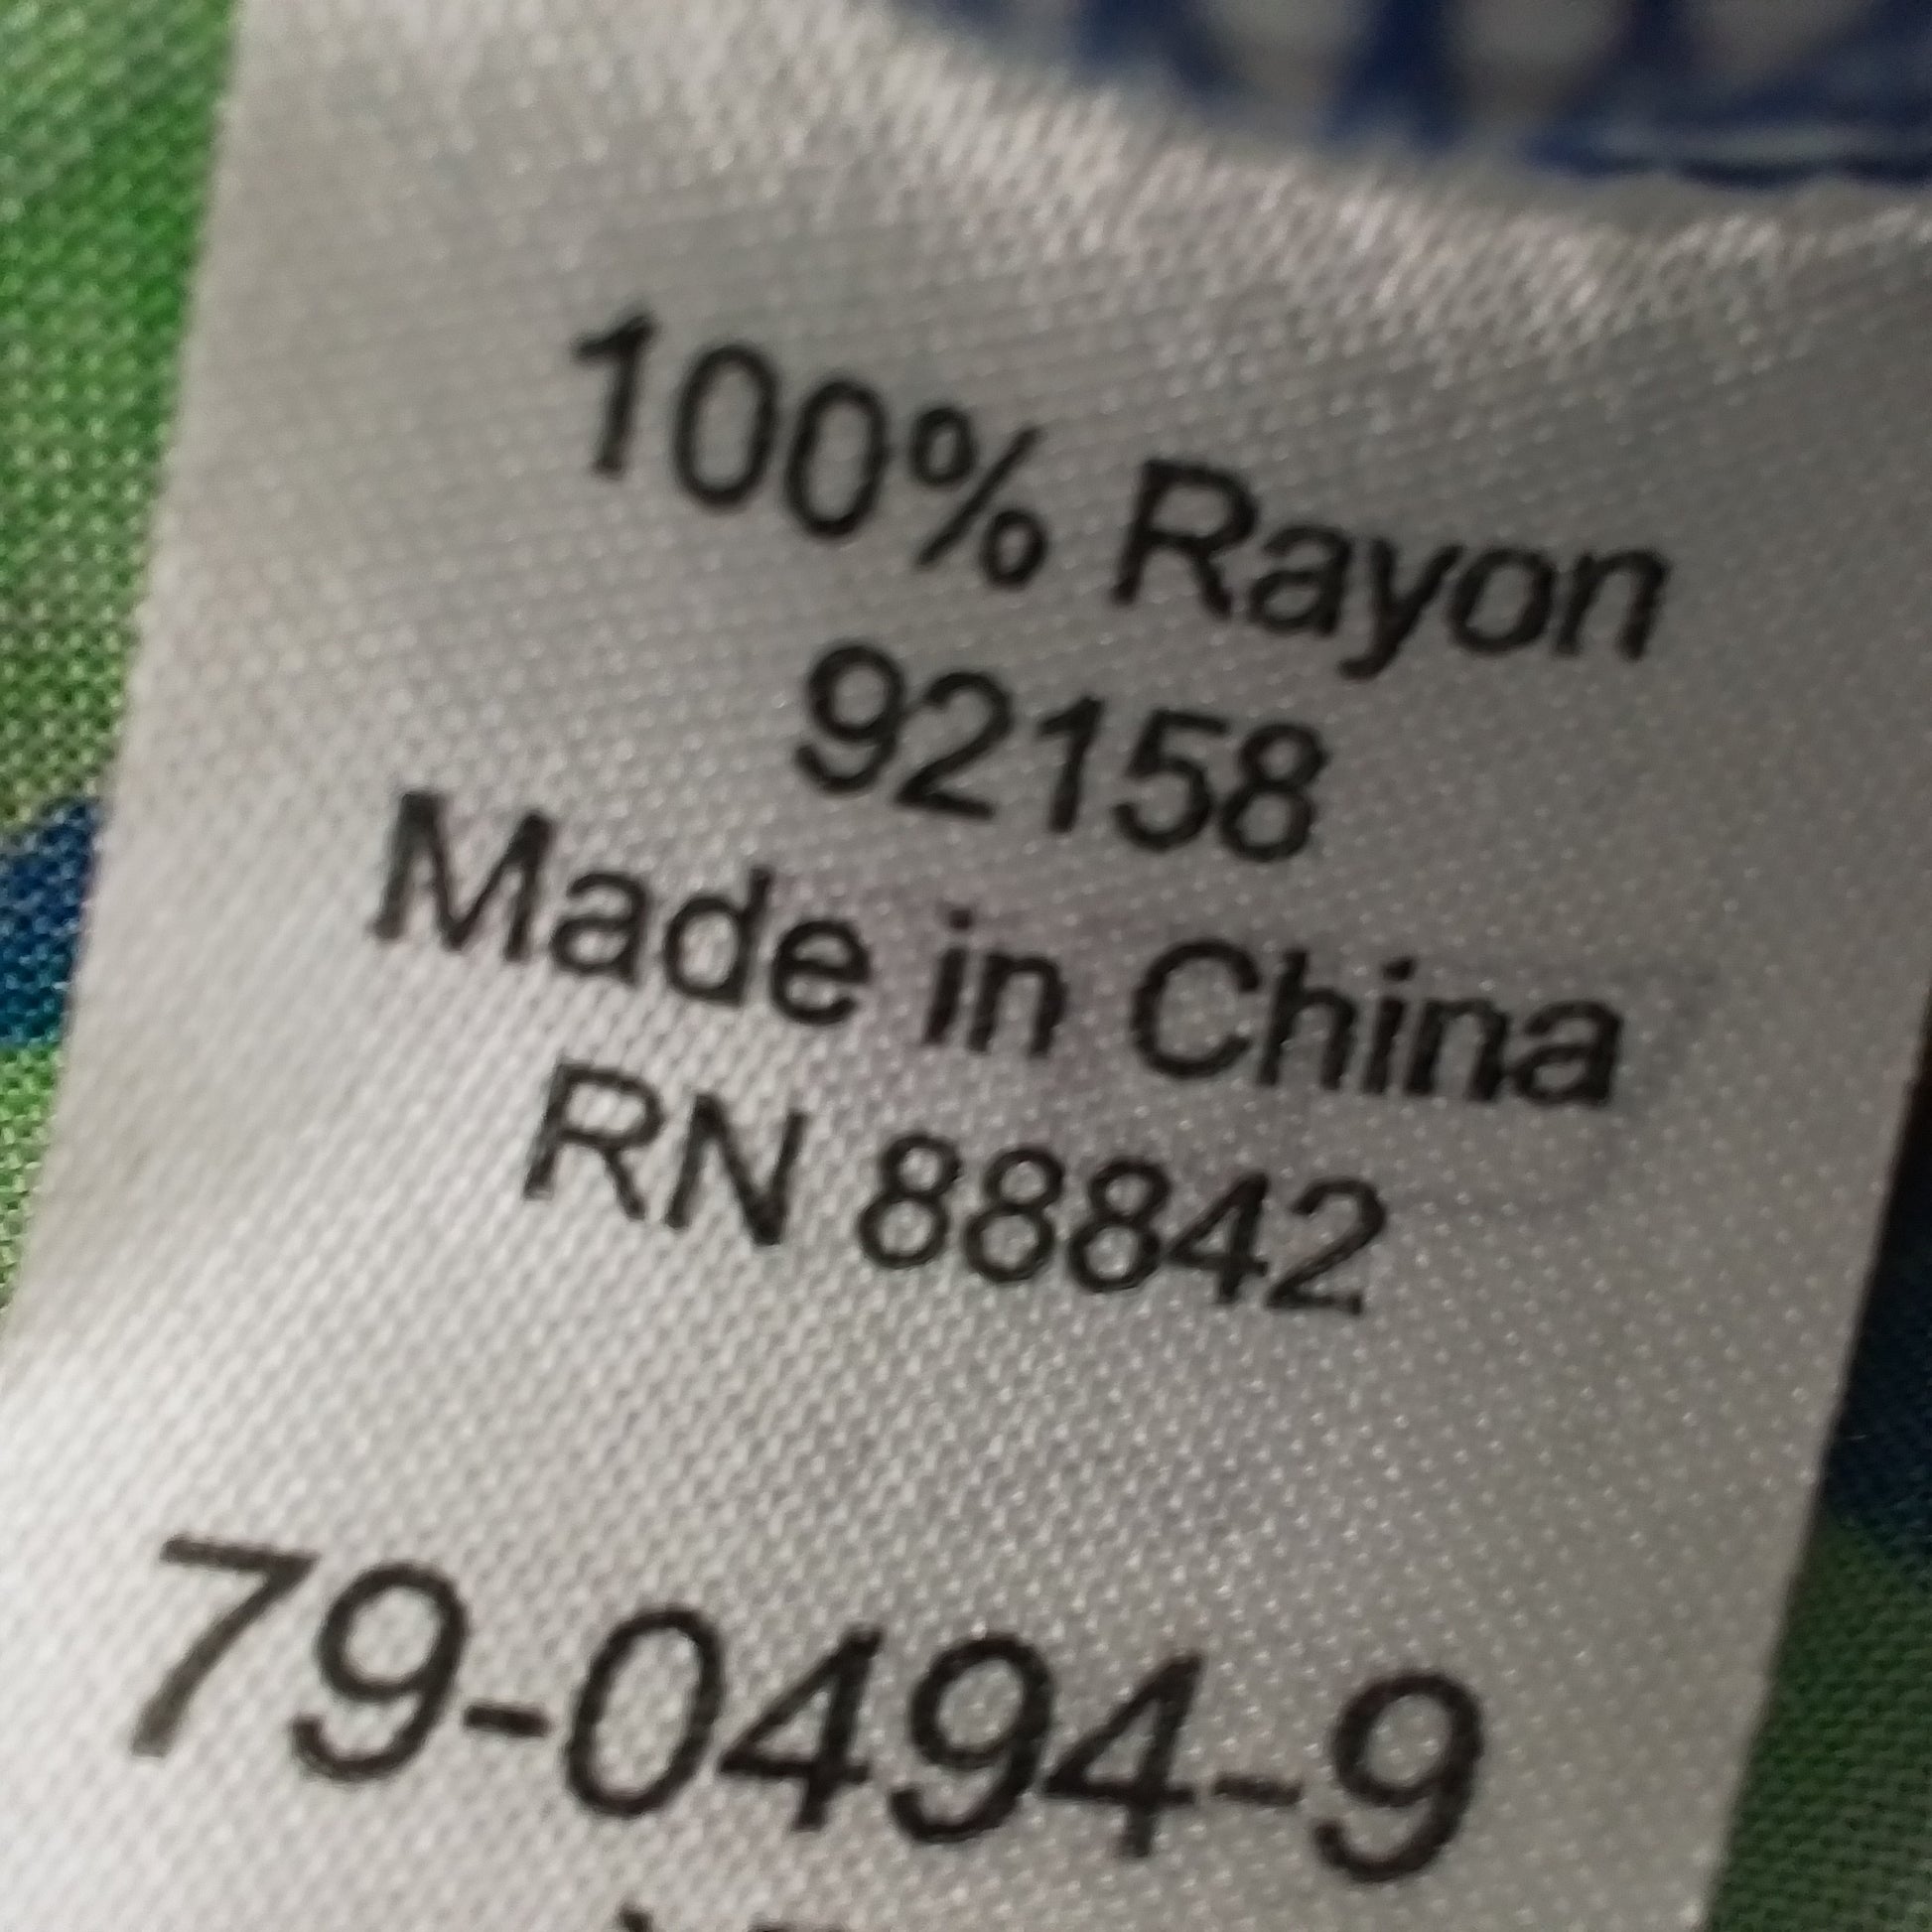 100% Rayon
92158
Made in China
RN 88842
79-0494-9